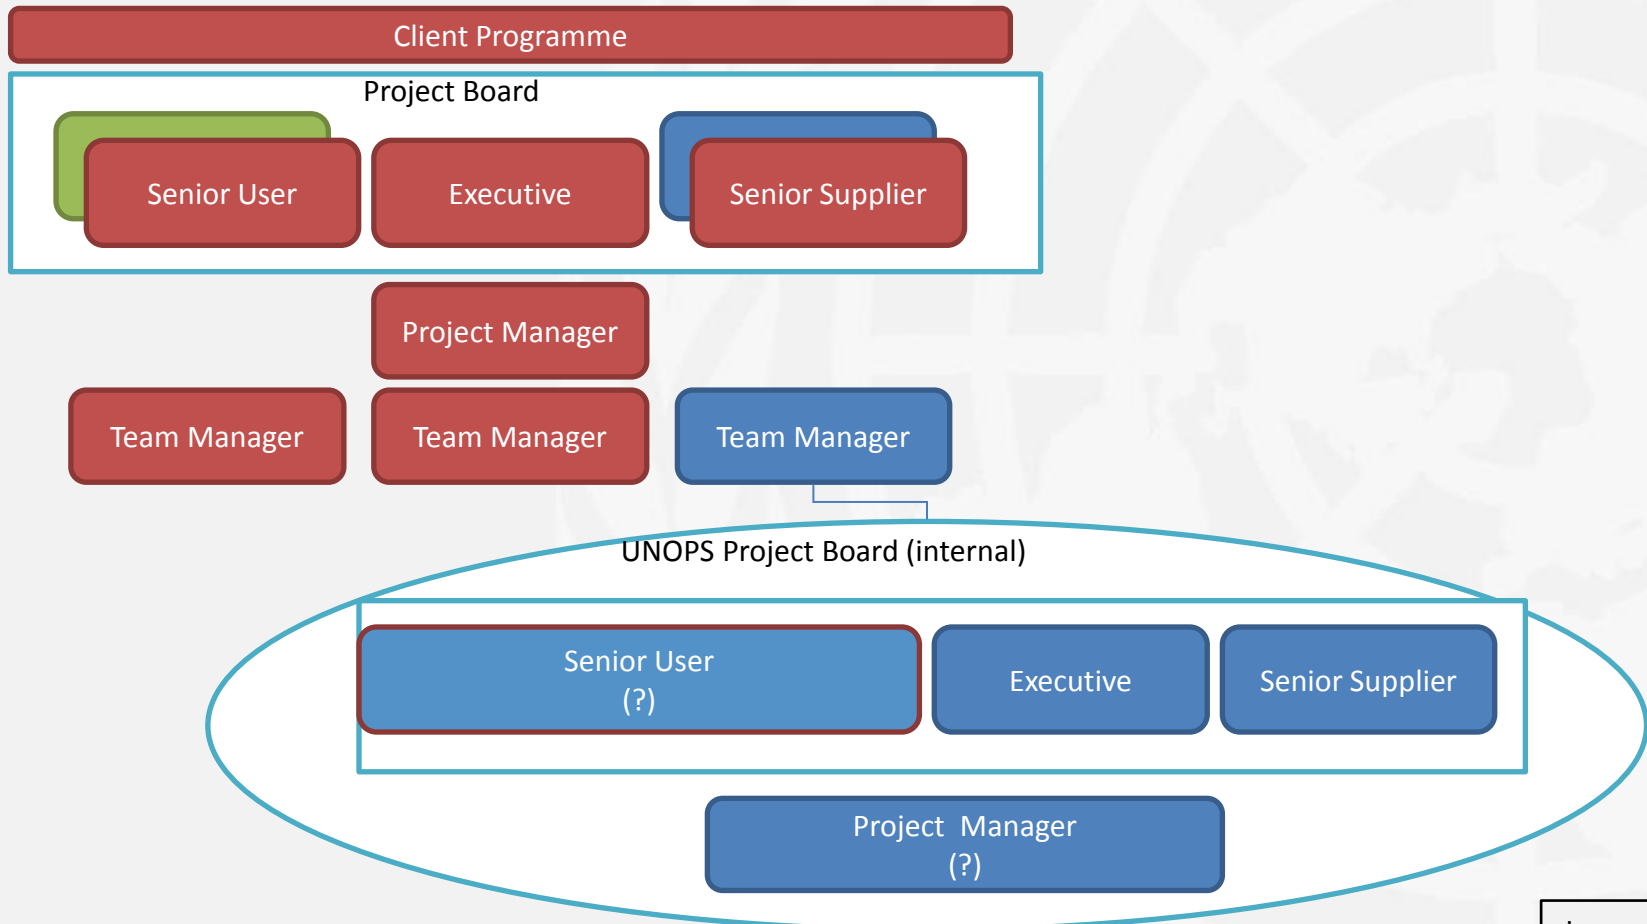 Client Programme
Project Board
Senior User
Executive
Senior Supplier
Project Manager
Team Manager
Team Manager
Team Manager
UNOPS Project Board (internal)
Senior User
(?)
Executive
Senior Supplier
Project  Manager
(?)